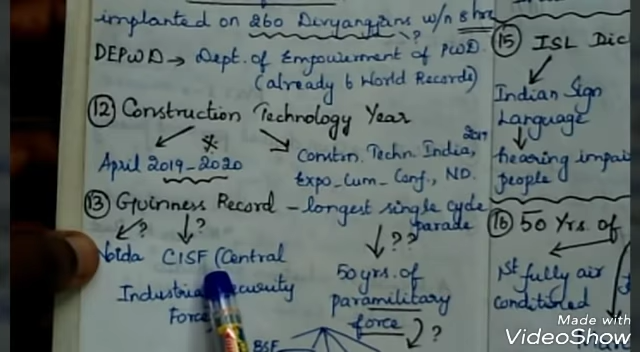 implanted on 260 Divyangjans w/n 8 hrs
?
DEPwD → Dept. of Empowerment of PWD.
(already 6 World Records)
(12) Construction Technology Year
April 2019-2020
Constn. Techn. India, 2019
Expo_Cum_Conf., ND.
(13) Guinness Record - longest single cycle parade
? ? ??
Noida CISF (Central
Industrial Security
Force
50 yrs. of
paramilitary
force
?
BSF
(15) ISL Dic
Indian Sign
Language
hearing impai
people
(16) 50 Yrs. of
1st fully air
conditioned
Made with
VideoShow